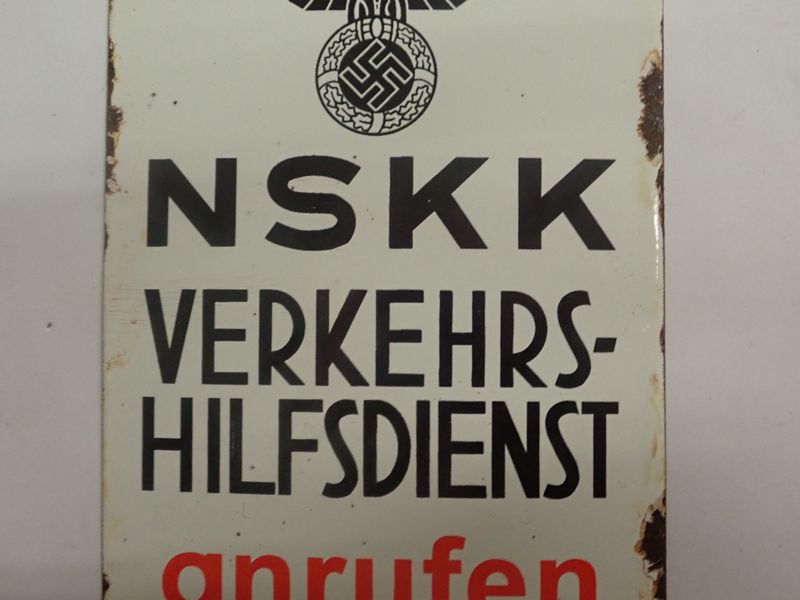 NSKK
VERKEHRS-
HILFSDIENST
anrufen